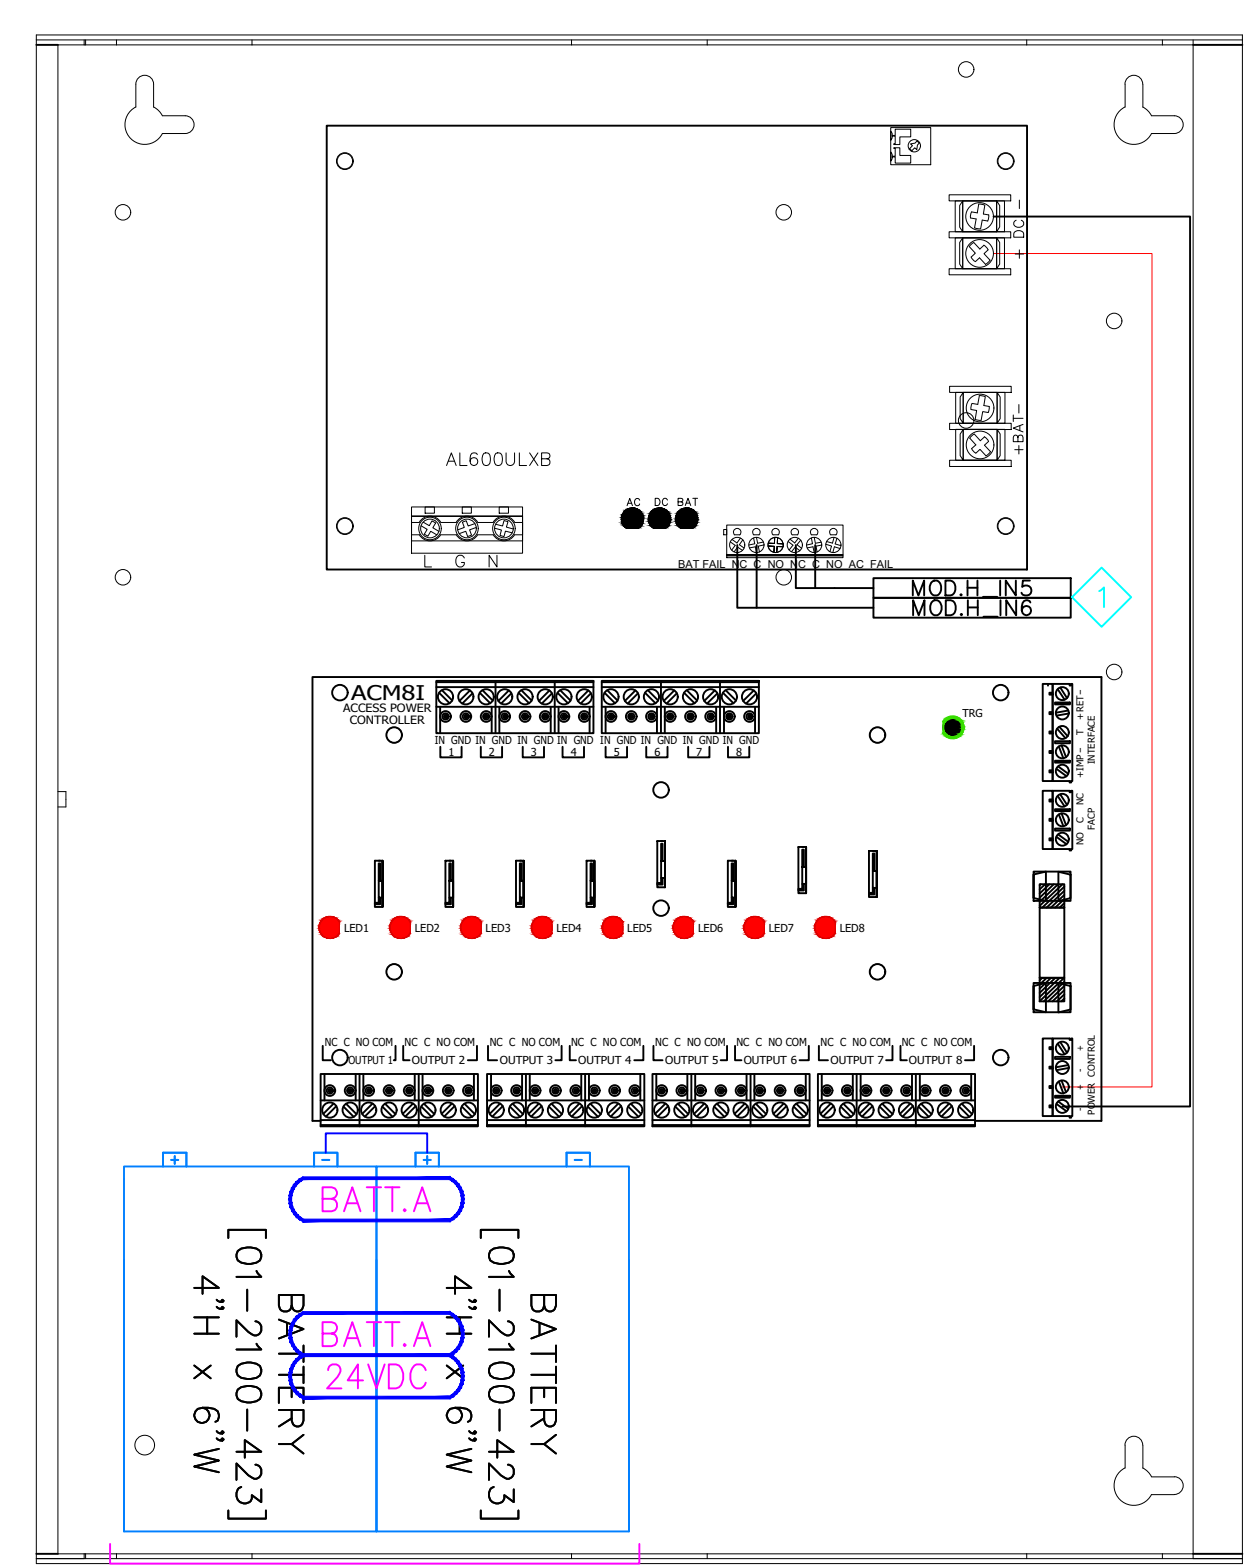 - DC +
+BAT-
AL600ULXB
AC DC BAT
L G N
BAT FAIL NC C NO NC C NO AC FAIL
MOD.H_IN5
MOD.H_IN6
1
ACM8I
ACCESS POWER
CONTROLLER
IN GND IN GND IN GND IN GND IN GND IN GND IN GND IN GND
1 2 3 4 5 6 7 8
TRG
+IMP- T +RET-
INTERFACE
NO C NC
FACP
LED1 LED2 LED3 LED4 LED5 LED6 LED7 LED8
NC C NO COM NC C NO COM NC C NO COM NC C NO COM NC C NO COM NC C NO COM NC C NO COM NC C NO COM
OUTPUT 1 OUTPUT 2 OUTPUT 3 OUTPUT 4 OUTPUT 5 OUTPUT 6 OUTPUT 7 OUTPUT 8
- + - +
POWER CONTROL
+ - + -
BATT.A
BATTERY
[01-2100-423]
4"H x 6"W
BATTERY
[01-2100-423]
4"H x 6"W
BATT.A
24VDC